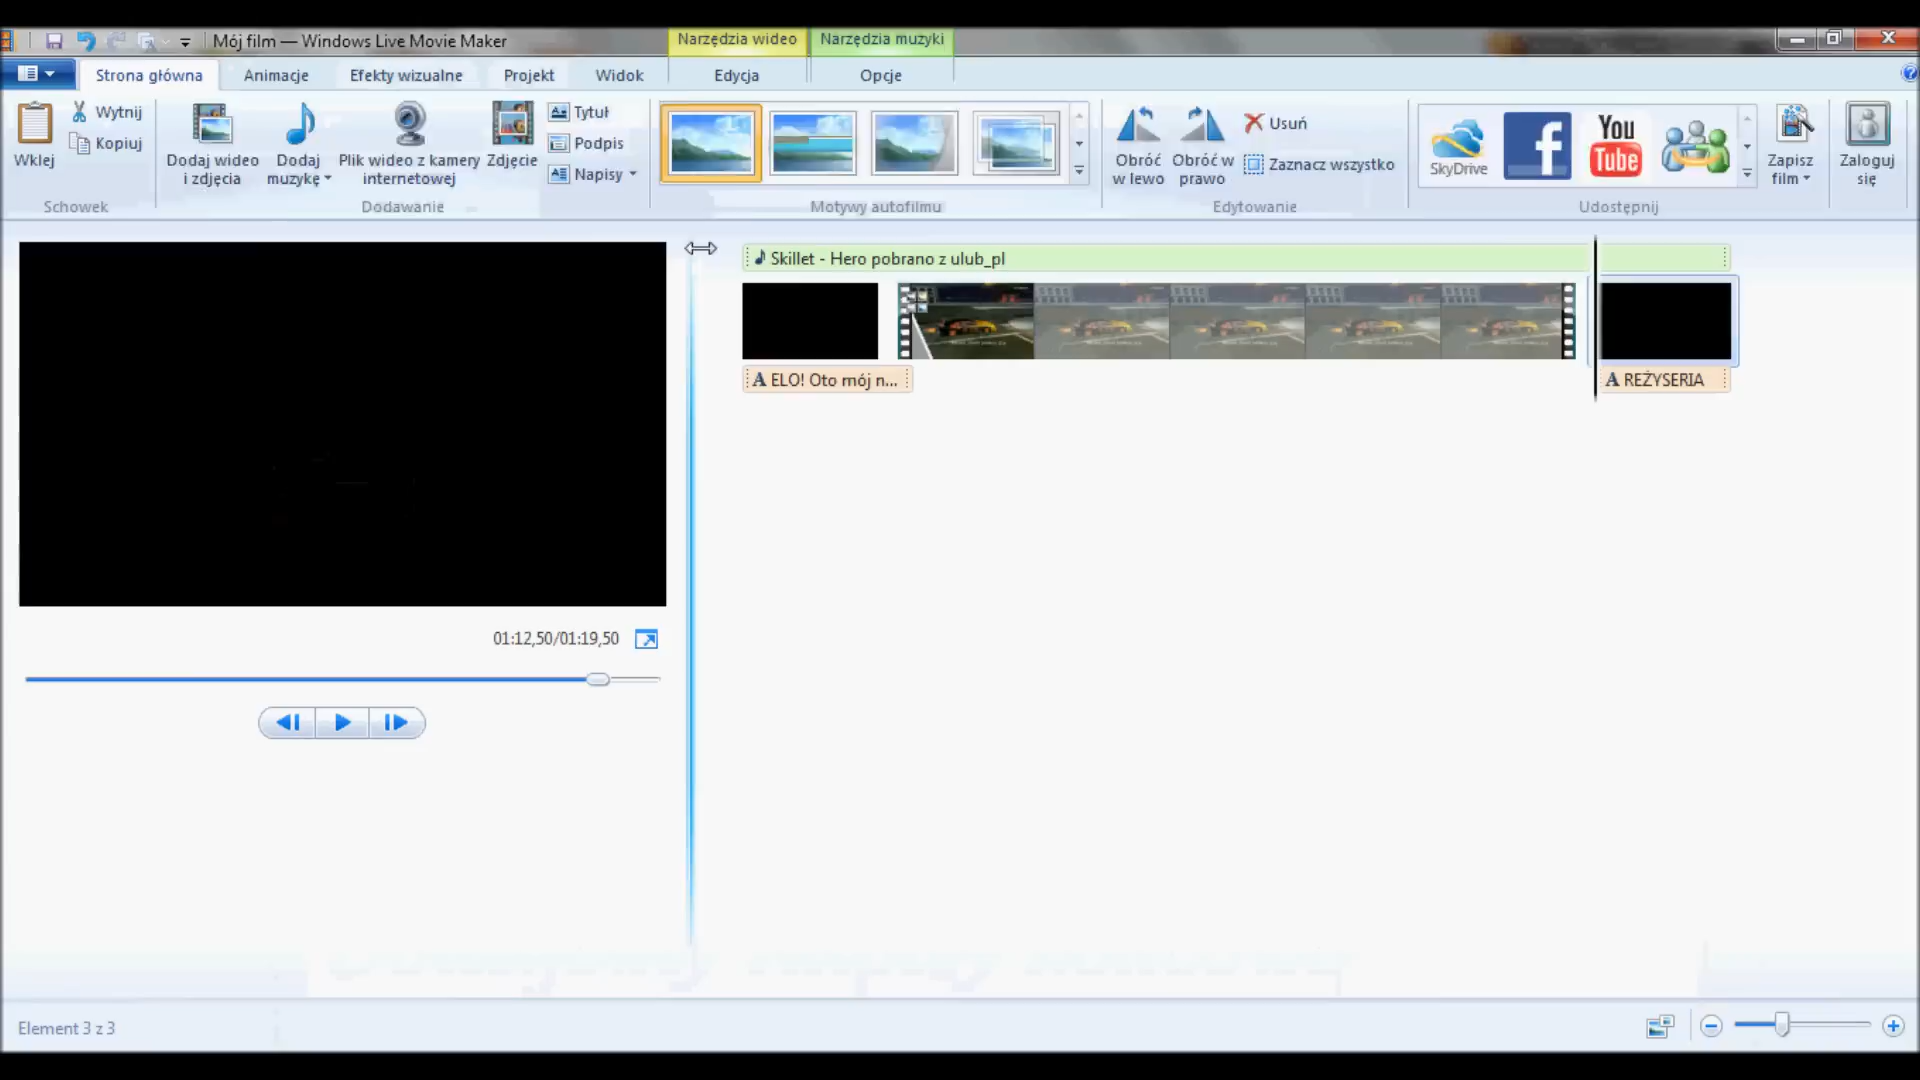 Mój film — Windows Live Movie Maker
Narzędzia wideo
Narzędzia muzyki
Strona główna
Animacje
Efekty wizualne
Projekt
Widok
Edycja
Opcje
Wklej
Wytnij
Kopiuj
Schowek
Dodaj wideo
i zdjęcia
Dodaj
muzykę
Plik wideo z kamery
internetowej
Zdjęcie
Tytuł
Podpis
Napisy
Dodawanie
Motywy autofilmu
Obróć
w lewo
Obróć w
prawo
Usuń
Zaznacz wszystko
Edytowanie
SkyDrive
f
You
Tube
Udostępnij
Zapisz
film
Zaloguj
się
Skillet - Hero pobrano z ulub_pl
A ELO! Oto mój n...
A REŻYSERIA
01:12,50/01:19,50
Element 3 z 3